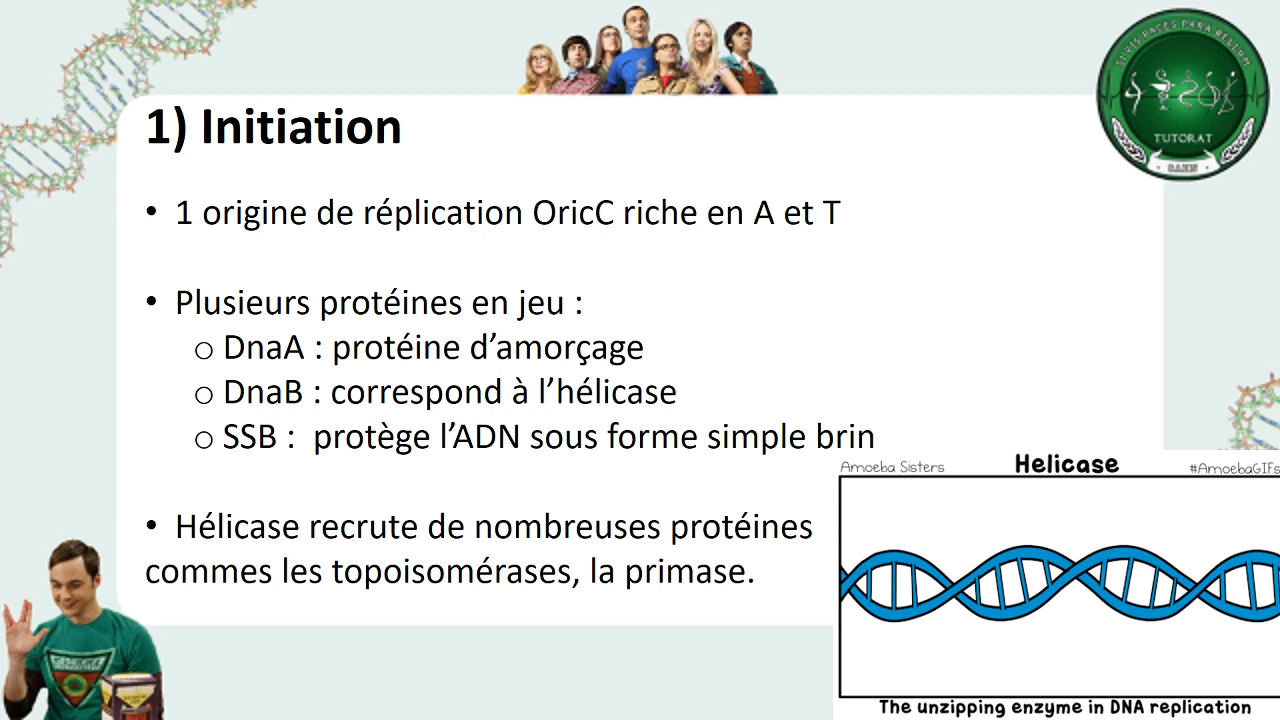 1) Initiation
• 1 origine de réplication OricC riche en A et T
• Plusieurs protéines en jeu :
o DnaA : protéine d’amorçage
o DnaB : correspond à l’hélicase
o SSB :  protège l’ADN sous forme simple brin
• Hélicase recrute de nombreuses protéines
commes les topoisomérases, la primase.
Amoeba Sisters
Helicase
#AmoebaGIFs
The unzipping enzyme in DNA replication
TUTORAT